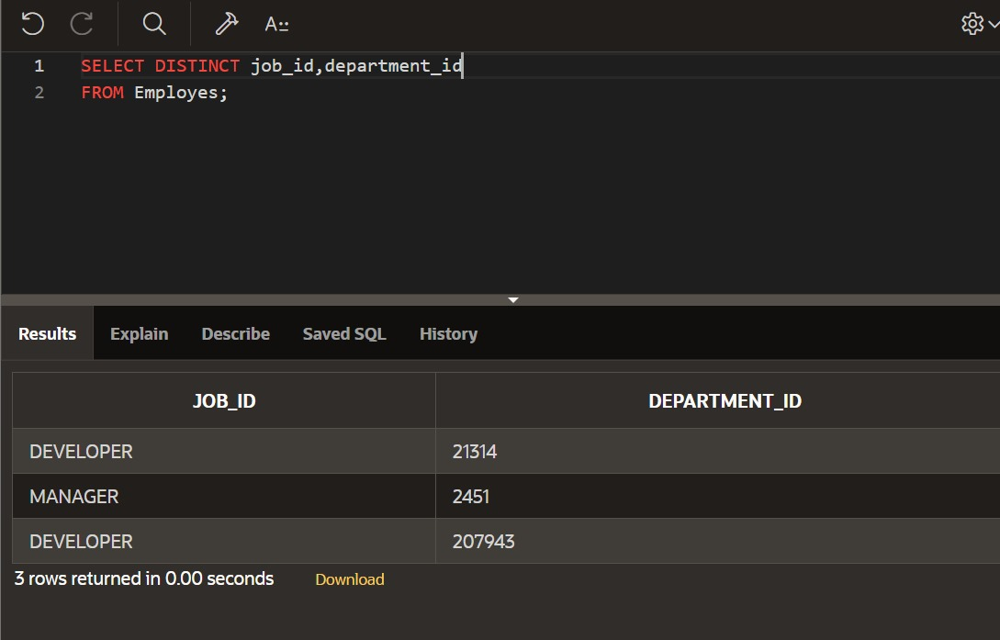 A::
1 SELECT DISTINCT job_id,department_id
2 FROM Employes;
Results Explain Describe Saved SQL History
JOB_ID DEPARTMENT_ID
DEVELOPER 21314
MANAGER 2451
DEVELOPER 207943
3 rows returned in 0.00 seconds Download